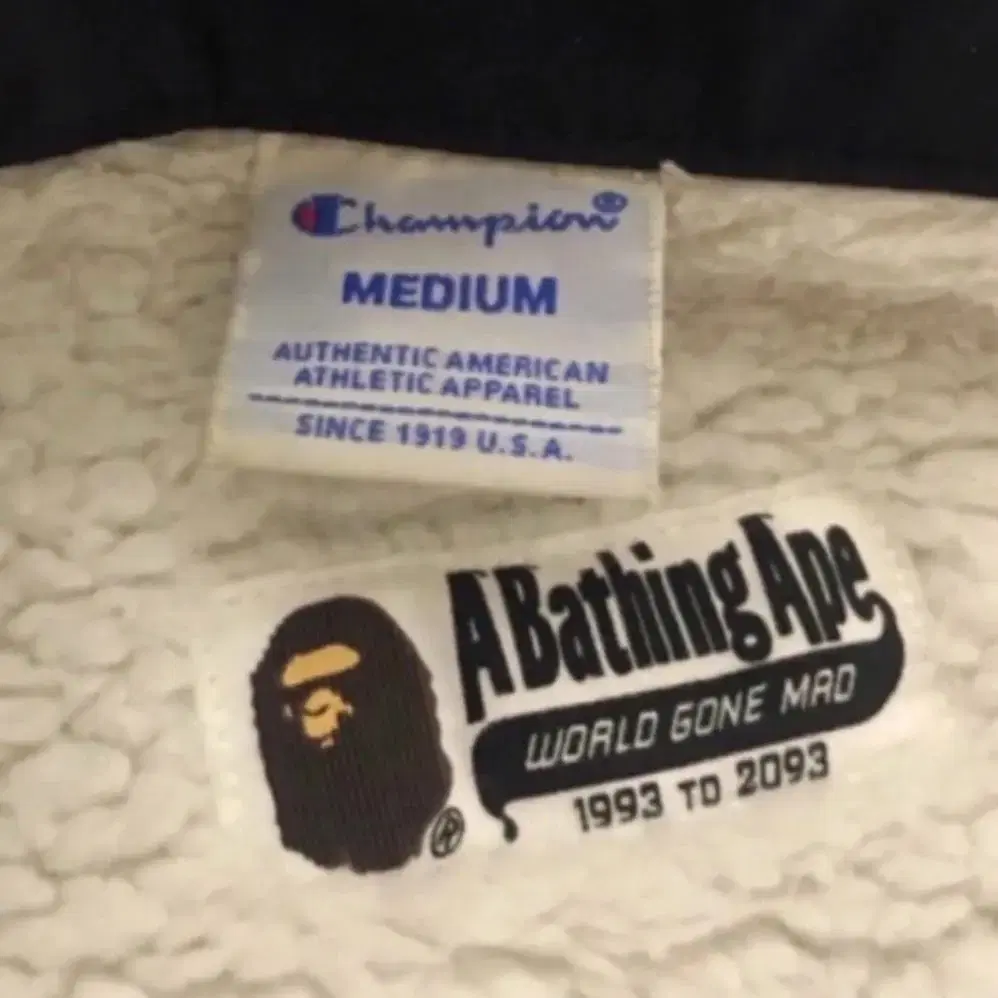 Champion®
MEDIUM
AUTHENTIC AMERICAN
ATHLETIC APPAREL
SINCE 1919 U.S.A.
A Bathing Ape
WORLD GONE MAD
1993 TO 2093
®